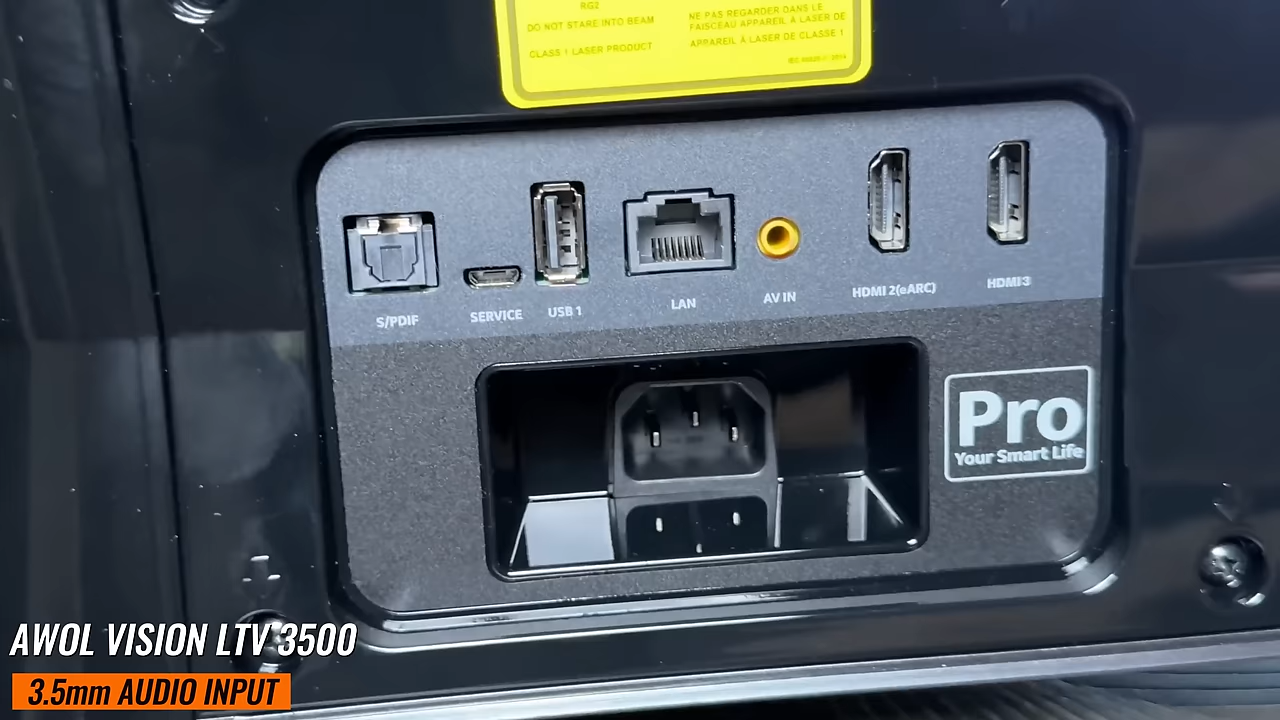 RG2
DO NOT STARE INTO BEAM
CLASS 1 LASER PRODUCT
NE PAS REGARDER DANS LE
FAISCEAU APPAREIL À LASER DE
APPAREIL À LASER DE CLASSE 1
S/PDIF
SERVICE
USB 1
LAN
AV IN
HDMI 2(eARC)
HDMI 3
Pro
Your Smart Life
AWOL VISION LTV 3500
3.5mm AUDIO INPUT